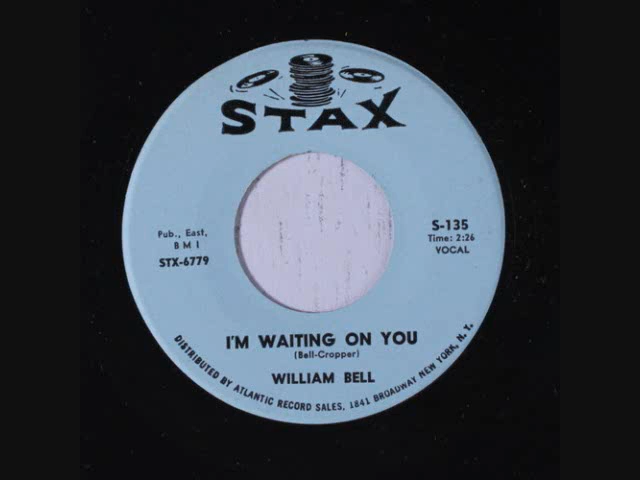 STAX
Pub., East,
B M I
STX-6779
S-135
Time: 2:26
VOCAL
I'M WAITING ON YOU
(Bell-Cropper)
WILLIAM BELL
DISTRIBUTED BY ATLANTIC RECORD SALES, 1841 BROADWAY NEW YORK, N. Y.